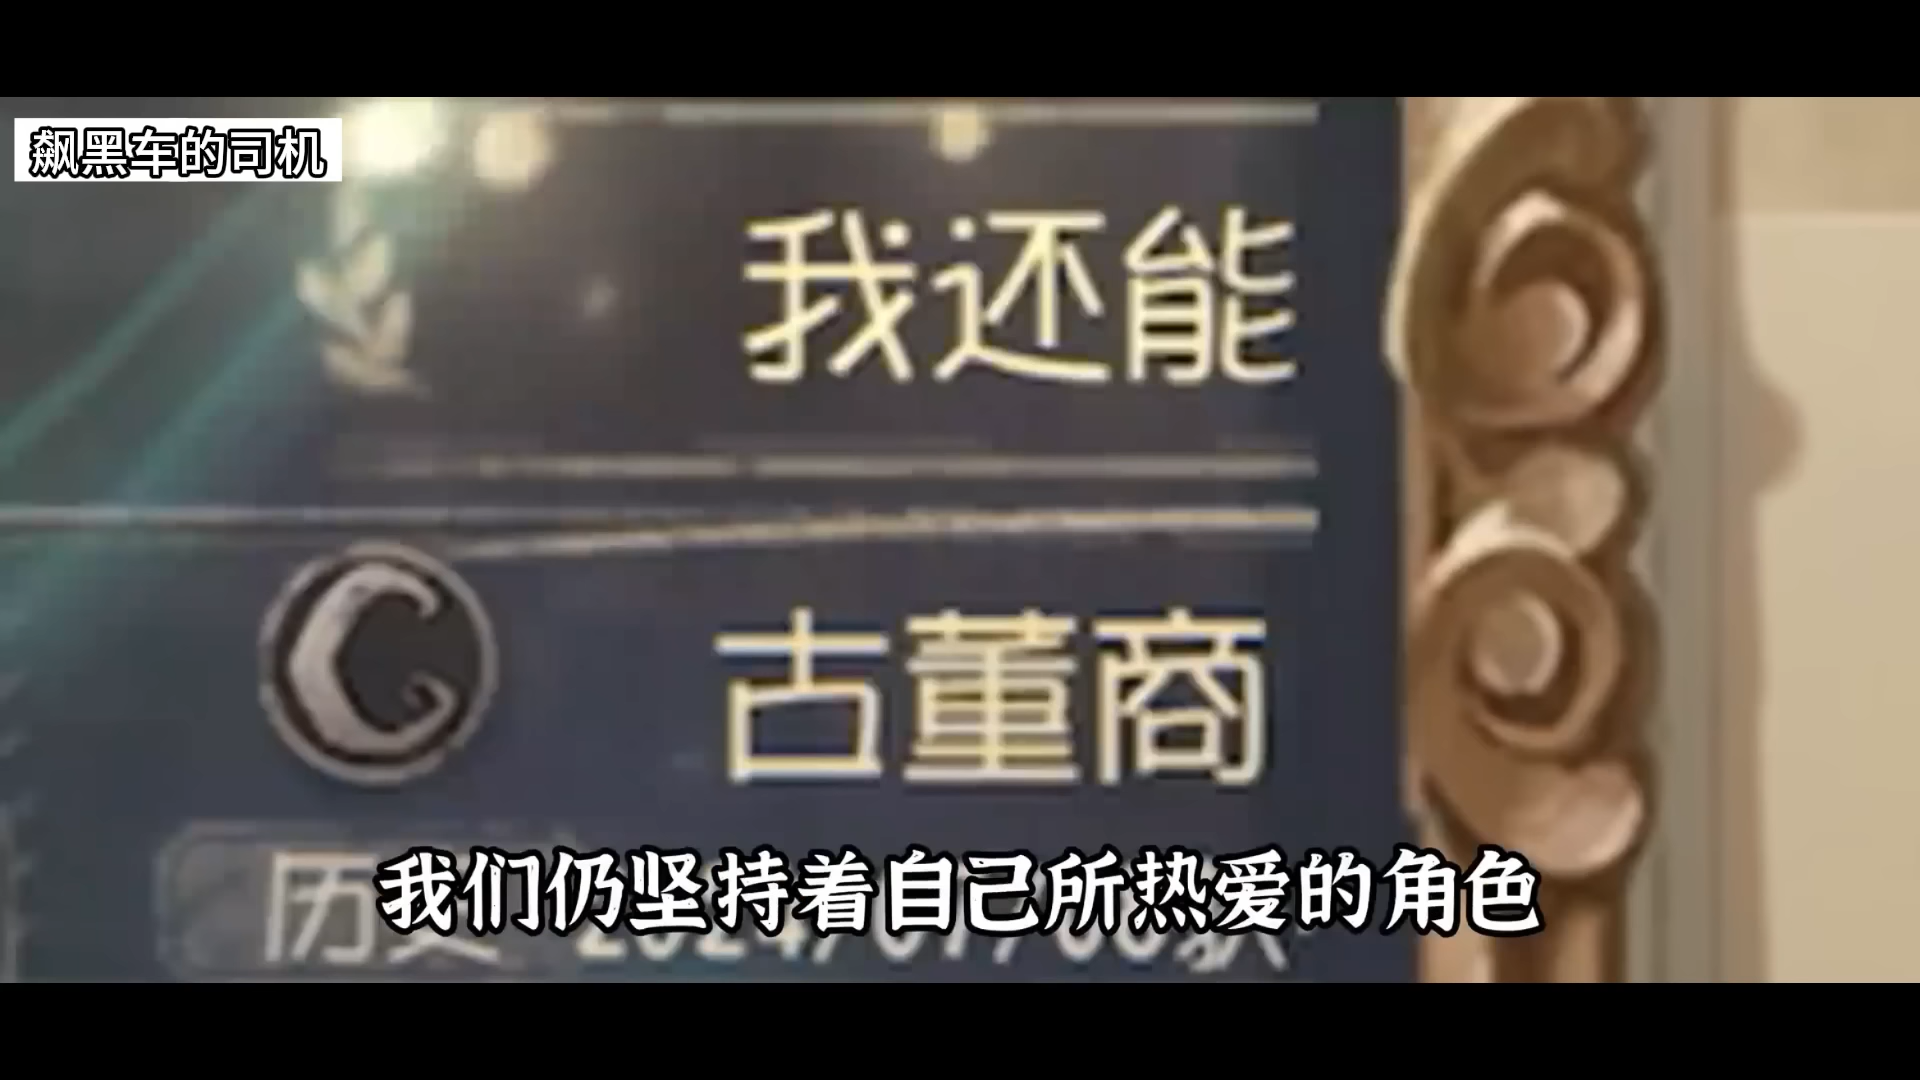 飙黑车的司机
我还能
G
古董商
我们仍坚持着自己所热爱的角色